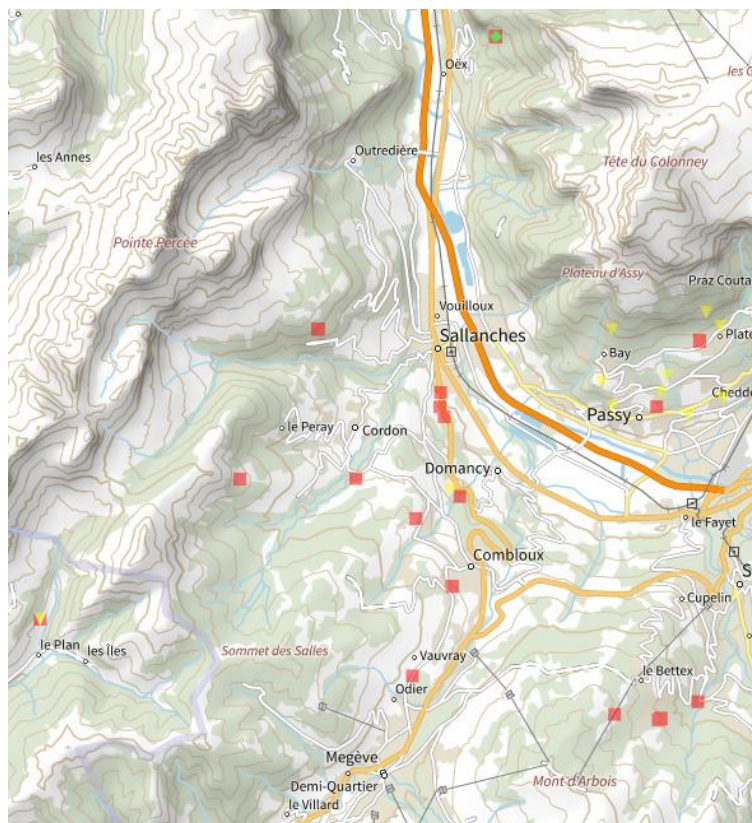 Oëx
les Annes
Outredière
Tête du Colonney
Pointe Percée
Plateau d'Assy
Praz Couta
Vouilloux
Sallanches
Plate
Bay
Chedde
Passy
le Peray
Cordon
Domancy
le Fayet
Combloux
S
Cupelin
le Plan
les Îles
Sommet des Salles
Vauvray
le Bettex
Odier
Megève
Demi-Quartier
Mont d'Arbois
le Villard